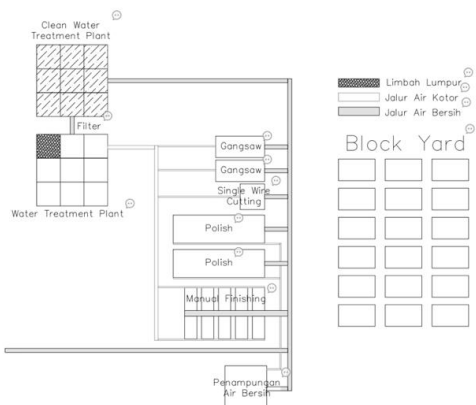 Clean Water
Treatment Plant
Filter
Water Treatment Plant
Gangsaw
Gangsaw
Single Wire
Cutting
Polish
Polish
Manual Finishing
Penampungan
Air Bersih
Limbah Lumpur
Jalur Air Kotor
Jalur Air Bersih
Block Yard